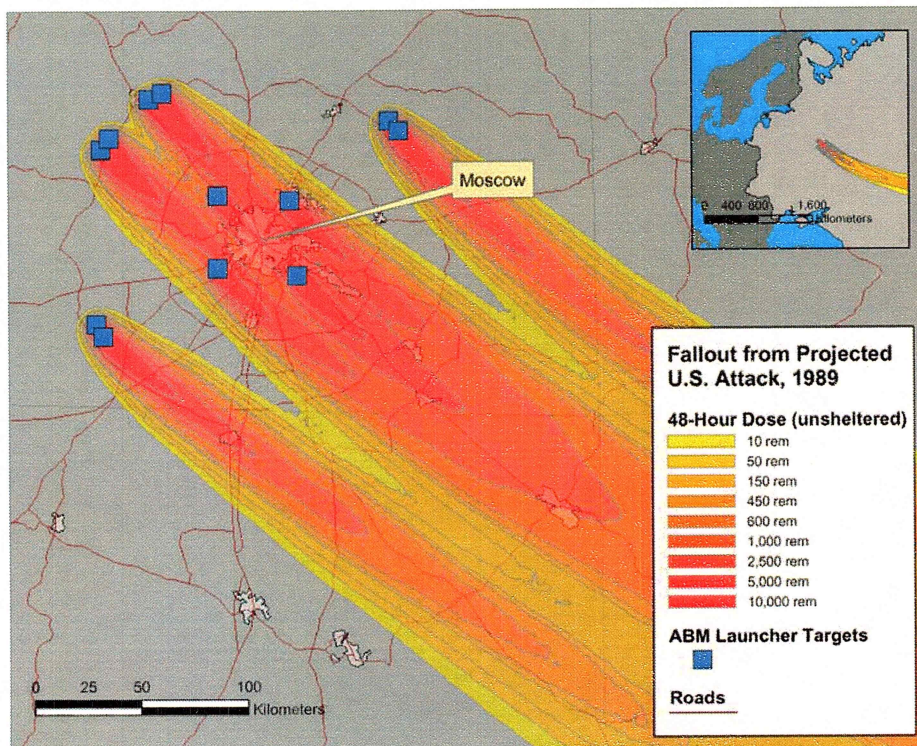 Moscow
0 400 800 1,600
Kilometers
Fallout from Projected
U.S. Attack, 1989
48-Hour Dose (unsheltered)
10 rem
50 rem
150 rem
450 rem
600 rem
1,000 rem
2,500 rem
5,000 rem
10,000 rem
ABM Launcher Targets
Roads
0 25 50 100
Kilometers